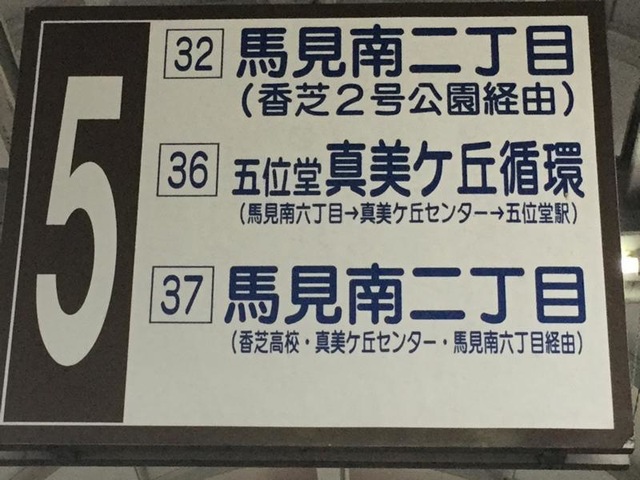 5
32 馬見南二丁目
(香芝2号公園経由)
36 五位堂真美ケ丘循環
(馬見南六丁目→真美ケ丘センター→五位堂駅)
37 馬見南二丁目
(香芝高校・真美ケ丘センター・馬見南六丁目経由)